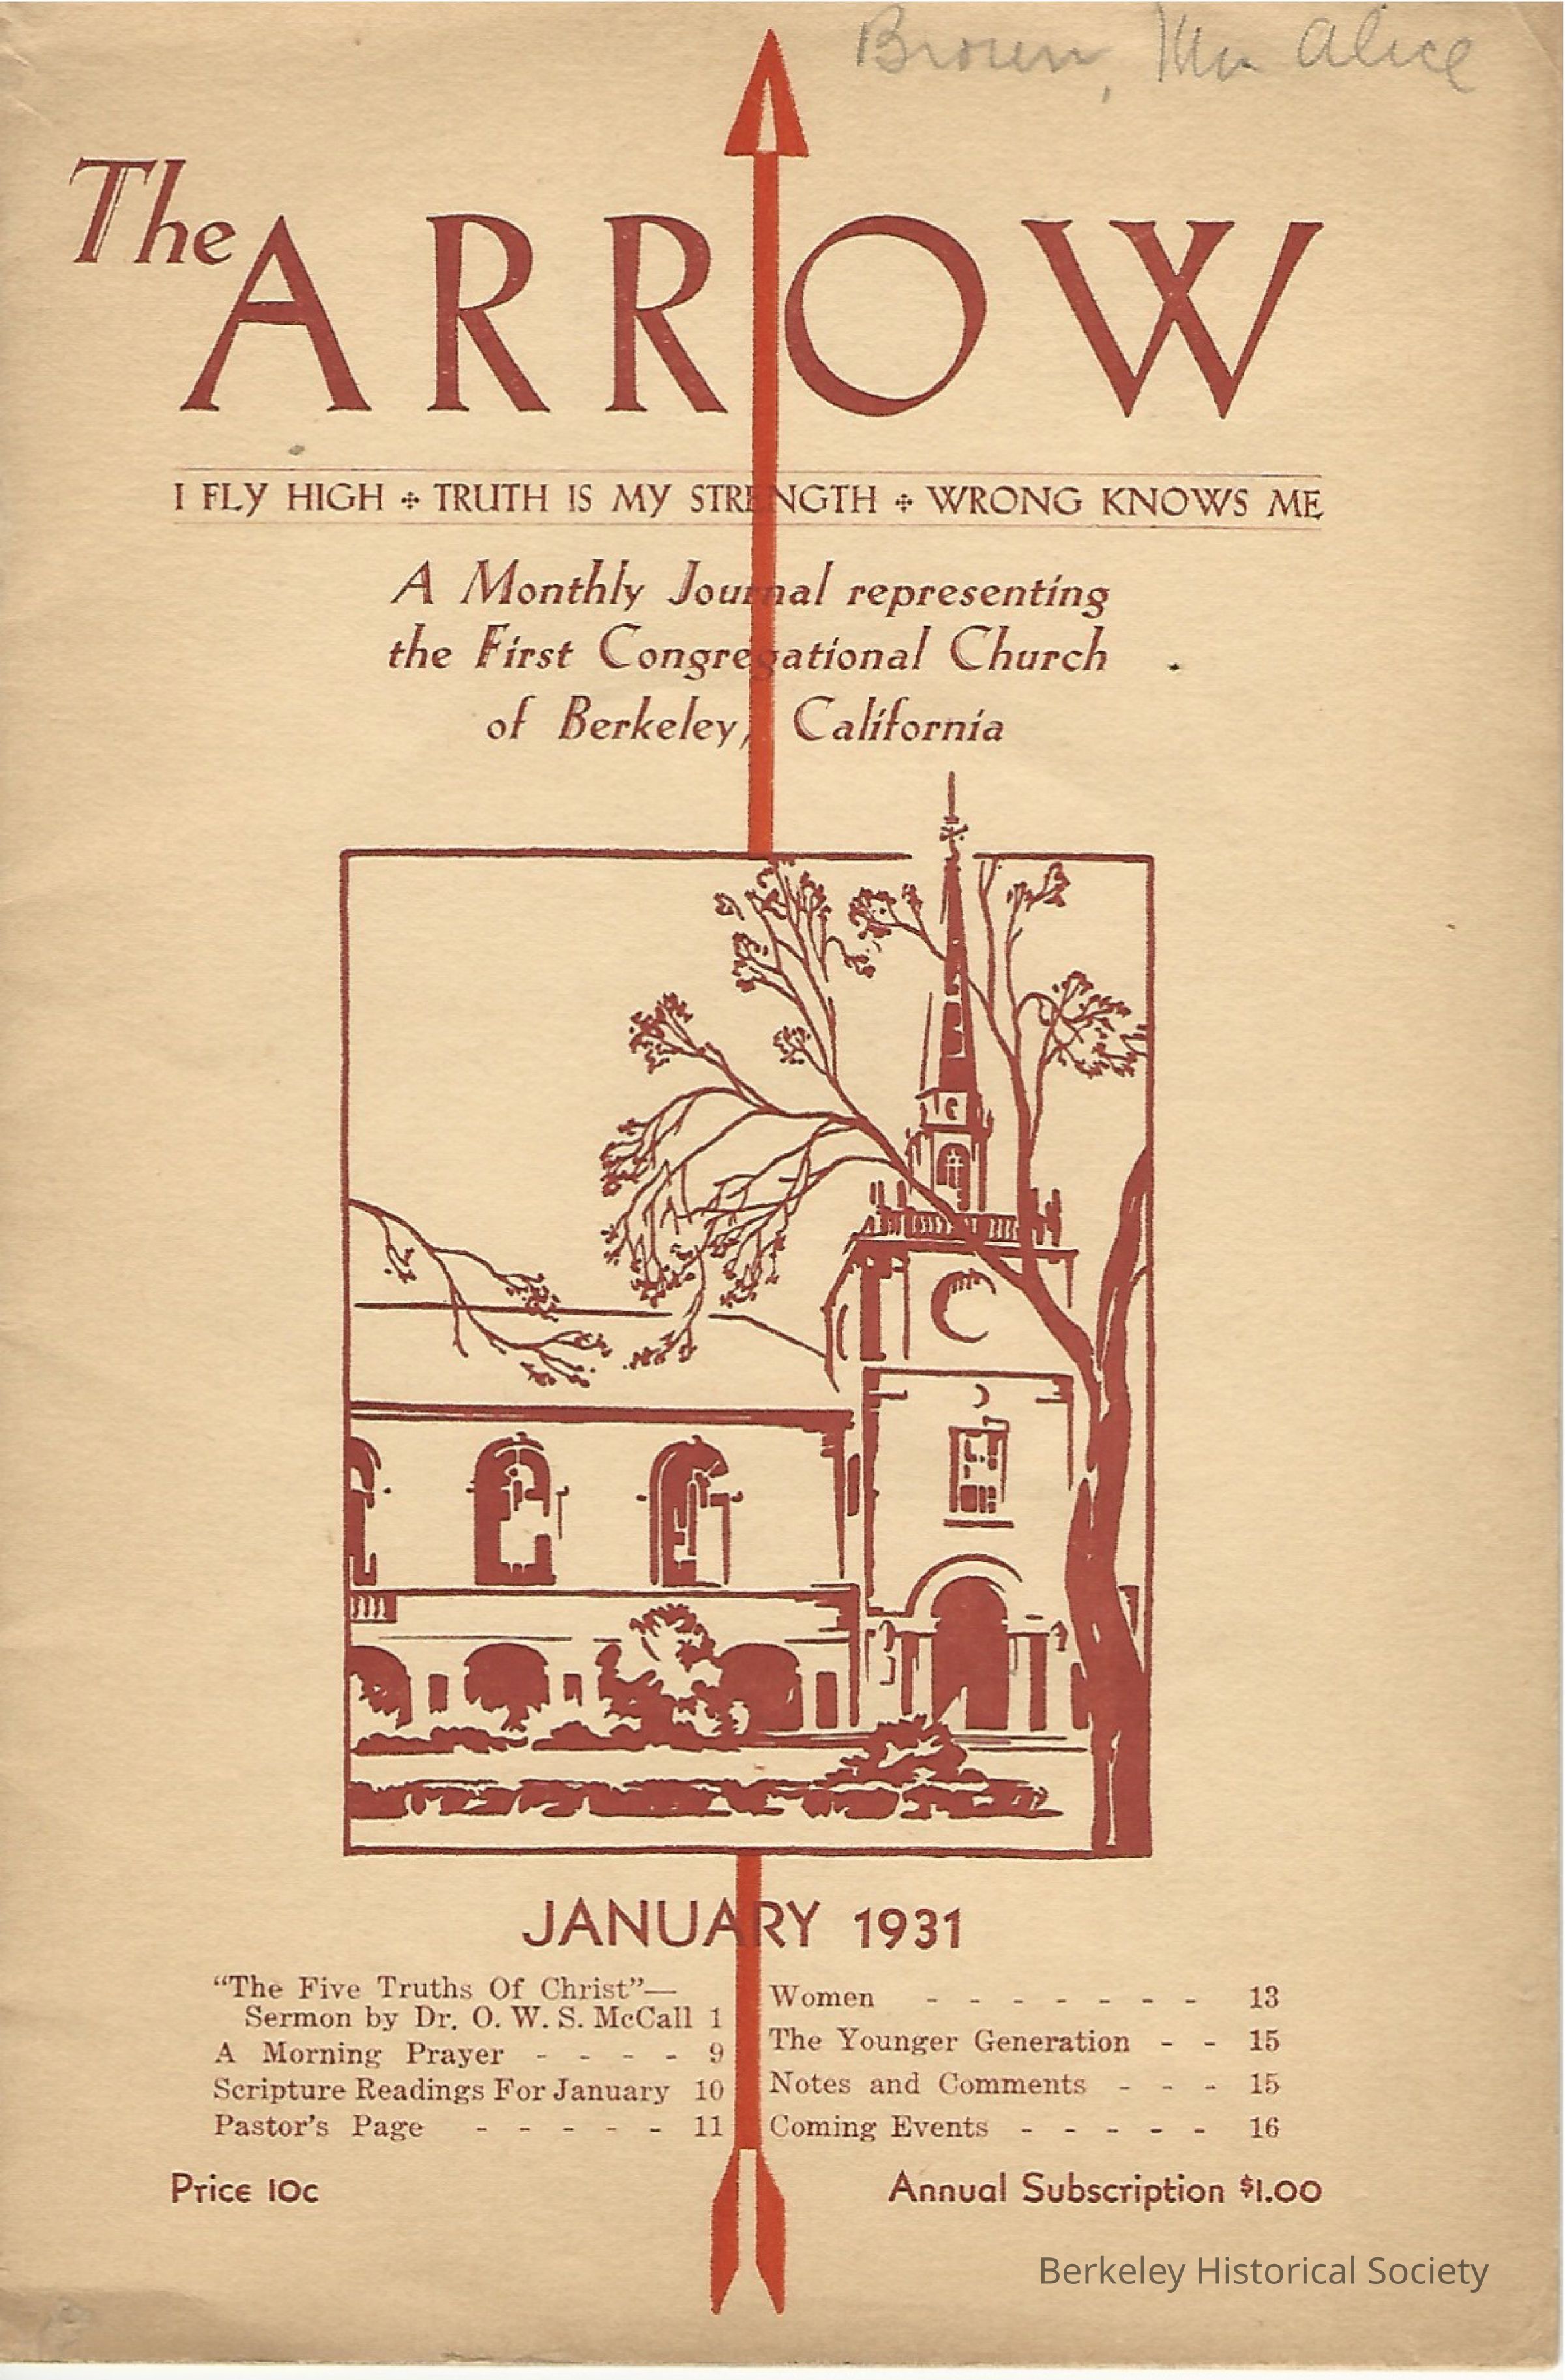 Brown, Mrs Alice
The ARROW
I FLY HIGH ✣ TRUTH IS MY STRENGTH ✣ WRONG KNOWS ME
A Monthly Journal representing
the First Congregational Church
of Berkeley, California
JANUARY 1931
“The Five Truths Of Christ”—
Sermon by Dr. O. W. S. McCall 1
A Morning Prayer - - - - 9
Scripture Readings For January 10
Pastor's Page - - - - - 11
Women - - - - - - - 13
The Younger Generation - - 15
Notes and Comments - - - 15
Coming Events - - - - - 16
Price 10c
Annual Subscription $1.00
Berkeley Historical Society